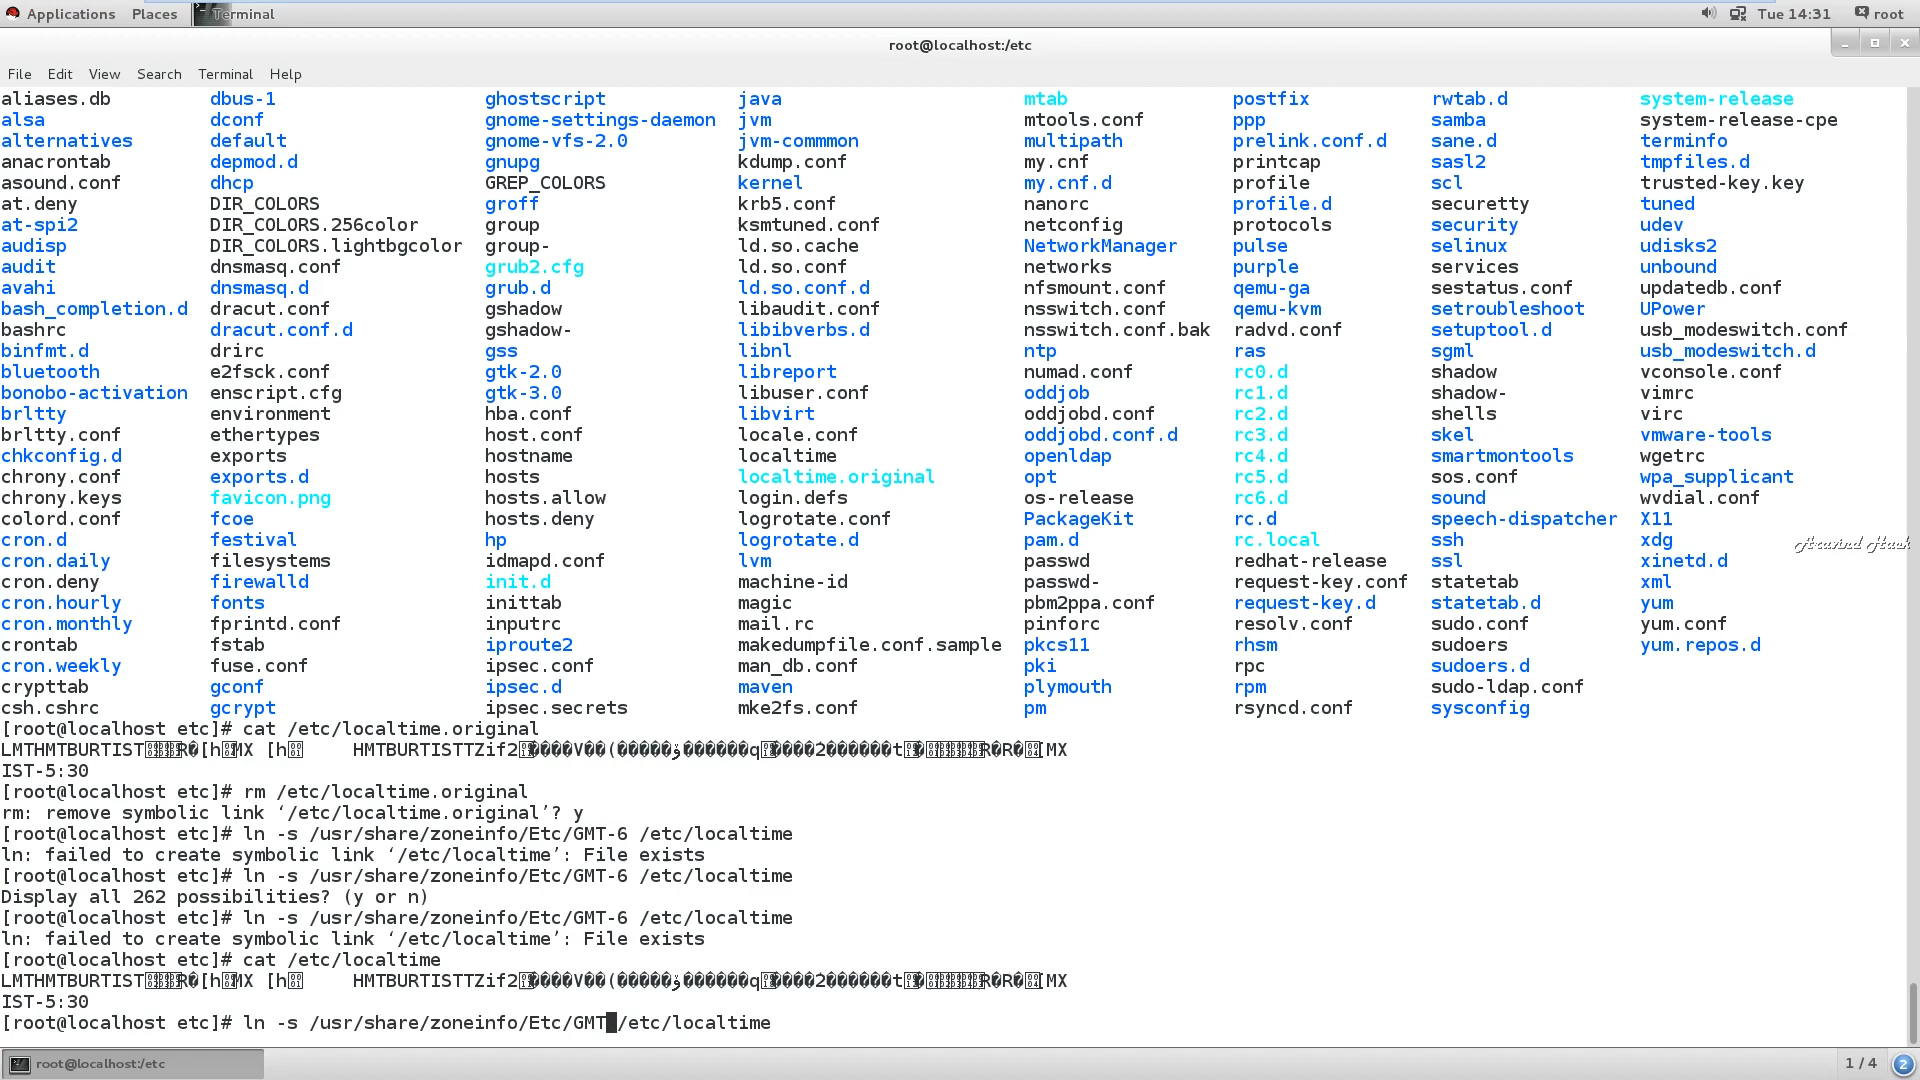 Applications Places Terminal Tue 14:31 root
root@localhost:/etc
File Edit View Search Terminal Help
aliases.db dbus-1 ghostscript java mtab postfix rwtab.d system-release
alsa dconf gnome-settings-daemon jvm mtools.conf ppp samba system-release-cpe
alternatives default gnome-vfs-2.0 jvm-commmon multipath prelink.conf.d sane.d terminfo
anacrontab depmod.d gnupg kdump.conf my.cnf printcap sasl2 tmpfiles.d
asound.conf dhcp GREP_COLORS kernel my.cnf.d profile scl trusted-key.key
at.deny DIR_COLORS groff krb5.conf nanorc profile.d securetty tuned
at-spi2 DIR_COLORS.256color group ksmtuned.conf netconfig protocols security udev
audisp DIR_COLORS.lightbgcolor group- ld.so.cache NetworkManager pulse selinux udisks2
audit dnsmasq.conf grub2.cfg ld.so.conf networks purple services unbound
avahi dnsmasq.d grub.d ld.so.conf.d nfsmount.conf qemu-ga sestatus.conf updatedb.conf
bash_completion.d dracut.conf gshadow libaudit.conf nsswitch.conf qemu-kvm setroubleshoot UPower
bashrc dracut.conf.d gshadow- libibverbs.d nsswitch.conf.bak radvd.conf setuptool.d usb_modeswitch.conf
binfmt.d drirc gss libnl ntp ras sgml usb_modeswitch.d
bluetooth e2fsck.conf gtk-2.0 libreport numad.conf rc0.d shadow vconsole.conf
bonobo-activation enscript.cfg gtk-3.0 libuser.conf oddjob rc1.d shadow- vimrc
brltty environment hba.conf libvirt oddjobd.conf rc2.d shells virc
brltty.conf ethertypes host.conf locale.conf oddjobd.conf.d rc3.d skel vmware-tools
chkconfig.d exports hostname localtime openldap rc4.d smartmontools wgetrc
chrony.conf exports.d hosts localtime.original opt rc5.d sos.conf wpa_supplicant
chrony.keys favicon.png hosts.allow login.defs os-release rc6.d sound wvdial.conf
colord.conf fcoe hosts.deny logrotate.conf PackageKit rc.d speech-dispatcher X11
cron.d festival hp logrotate.d pam.d rc.local ssh xdg
Aravind Hack
cron.daily filesystems idmapd.conf lvm passwd redhat-release ssl xinetd.d
cron.deny firewalld init.d machine-id passwd- request-key.conf statetab xml
cron.hourly fonts inittab magic pbm2ppa.conf request-key.d statetab.d yum
cron.monthly fprintd.conf inputrc mail.rc pinforc resolv.conf sudo.conf yum.conf
crontab fstab iproute2 makedumpfile.conf.sample pkcs11 rhsm sudoers yum.repos.d
cron.weekly fuse.conf ipsec.conf man_db.conf pki rpc sudoers.d
crypttab gconf ipsec.d maven plymouth rpm sudo-ldap.conf
csh.cshrc gcrypt ipsec.secrets mke2fs.conf pm rsyncd.conf sysconfig
[root@localhost etc]# cat /etc/localtime.original
LMTHMTBURTIST [h MX [h HMTBURTISTTZif2 [MX
IST-5:30
[root@localhost etc]# rm /etc/localtime.original
rm: remove symbolic link ‘/etc/localtime.original’? y
[root@localhost etc]# ln -s /usr/share/zoneinfo/Etc/GMT-6 /etc/localtime
ln: failed to create symbolic link ‘/etc/localtime’: File exists
[root@localhost etc]# ln -s /usr/share/zoneinfo/Etc/GMT-6 /etc/localtime
Display all 262 possibilities? (y or n)
[root@localhost etc]# ln -s /usr/share/zoneinfo/Etc/GMT-6 /etc/localtime
ln: failed to create symbolic link ‘/etc/localtime’: File exists
[root@localhost etc]# cat /etc/localtime
LMTHMTBURTIST [h MX [h HMTBURTISTTZif2 [MX
IST-5:30
[root@localhost etc]# ln -s /usr/share/zoneinfo/Etc/GMT /etc/localtime
root@localhost:/etc 1 / 4 2